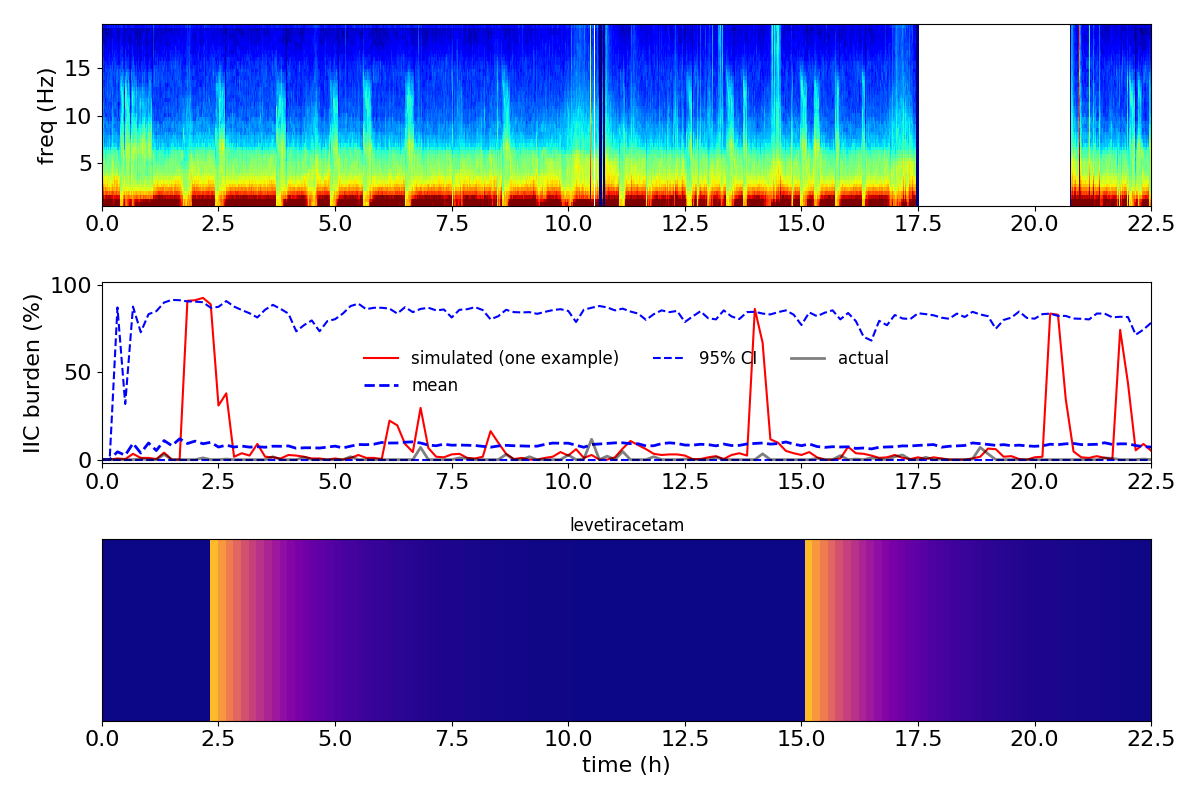 freq (Hz)
15
10
5
0.0 2.5 5.0 7.5 10.0 12.5 15.0 17.5 20.0 22.5
IIC burden (%)
100
50
0
simulated (one example) 95% CI actual
mean
0.0 2.5 5.0 7.5 10.0 12.5 15.0 17.5 20.0 22.5
levetiracetam
0.0 2.5 5.0 7.5 10.0 12.5 15.0 17.5 20.0 22.5
time (h)